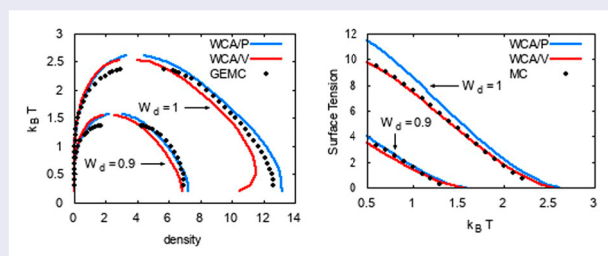 3
2.5
2
1.5
1
0.5
0
k_B T
0 2 4 6 8 10 12 14
density
WCA/P
WCA/V
GEMC
W_d = 1
W_d = 0.9
12
10
8
6
4
2
0
Surface Tension
0.5 1 1.5 2 2.5 3
k_B T
WCA/P
WCA/V
MC
W_d = 1
W_d = 0.9